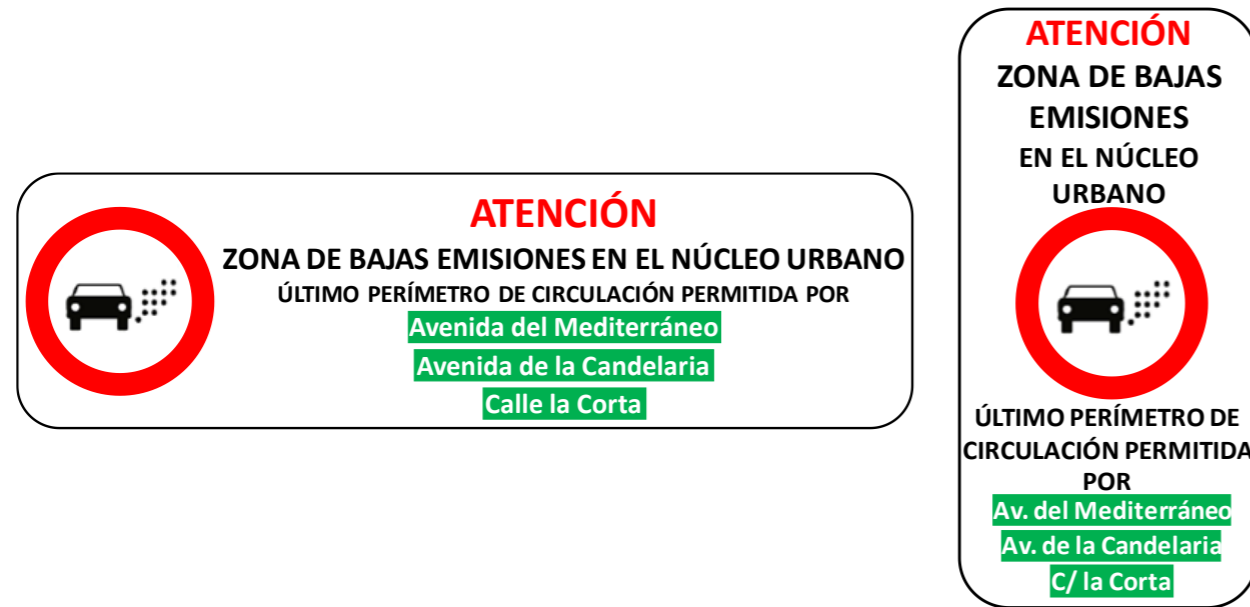 ATENCIÓN
ZONA DE BAJAS EMISIONES EN EL NÚCLEO URBANO
ÚLTIMO PERÍMETRO DE CIRCULACIÓN PERMITIDA POR
Avenida del Mediterráneo
Avenida de la Candelaria
Calle la Corta
ATENCIÓN
ZONA DE BAJAS
EMISIONES
EN EL NÚCLEO
URBANO
ÚLTIMO PERÍMETRO DE
CIRCULACIÓN PERMITIDA
POR
Av. del Mediterráneo
Av. de la Candelaria
C/ la Corta